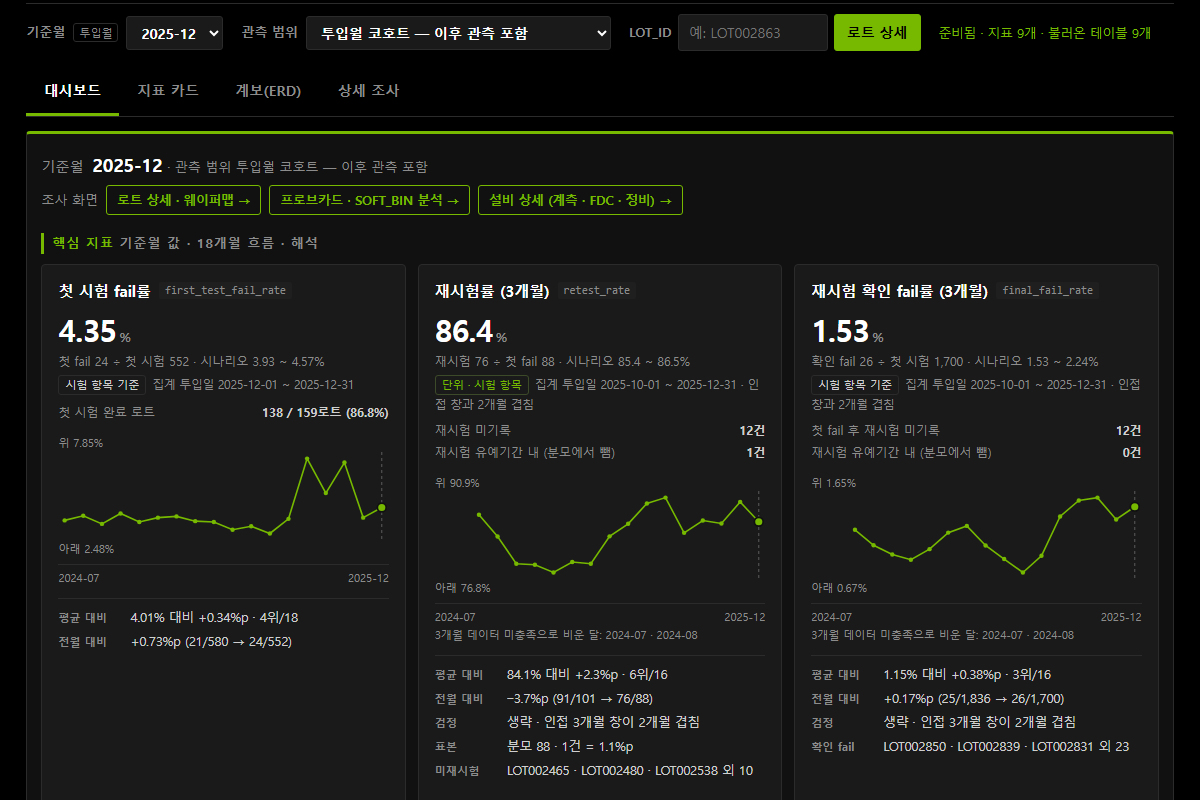 기준월 투입월 2025-12 관측 범위 투입월 코호트 — 이후 관측 포함 LOT_ID 예: LOT002863 로트 상세 준비됨 · 지표 9개 · 불러온 테이블 9개
대시보드 지표 카드 계보(ERD) 상세 조사
기준월 2025-12 · 관측 범위 투입월 코호트 — 이후 관측 포함
조사 화면 로트 상세 · 웨이퍼맵 → 프로브카드 · SOFT_BIN 분석 → 설비 상세 (계측 · FDC · 정비) →
핵심 지표 기준월 값 · 18개월 흐름 · 해석
첫 시험 fail률 first_test_fail_rate
4.35 %
첫 fail 24 ÷ 첫 시험 552 · 시나리오 3.93 ~ 4.57%
시험 항목 기준 집계 투입일 2025-12-01 ~ 2025-12-31
첫 시험 완료 로트 138 / 159로트 (86.8%)
위 7.85%
아래 2.48%
2024-07 2025-12
평균 대비 4.01% 대비 +0.34%p · 4위/18
전월 대비 +0.73%p (21/580 → 24/552)
재시험률 (3개월) retest_rate
86.4 %
재시험 76 ÷ 첫 fail 88 · 시나리오 85.4 ~ 86.5%
단위 · 시험 항목 집계 투입일 2025-10-01 ~ 2025-12-31 · 인
접 창과 2개월 겹침
재시험 미기록 12건
재시험 유예기간 내 (분모에서 뺌) 1건
위 90.9%
아래 76.8%
2024-07 2025-12
3개월 데이터 미충족으로 비운 달: 2024-07 · 2024-08
평균 대비 84.1% 대비 +2.3%p · 6위/16
전월 대비 −3.7%p (91/101 → 76/88)
검정 생략 · 인접 3개월 창이 2개월 겹침
표본 분모 88 · 1건 = 1.1%p
미재시험 LOT002465 · LOT002480 · LOT002538 외 10
재시험 확인 fail률 (3개월) final_fail_rate
1.53 %
확인 fail 26 ÷ 첫 시험 1,700 · 시나리오 1.53 ~ 2.24%
시험 항목 기준 집계 투입일 2025-10-01 ~ 2025-12-31 · 인접
창과 2개월 겹침
첫 fail 후 재시험 미기록 12건
재시험 유예기간 내 (분모에서 뺌) 0건
위 1.65%
아래 0.67%
2024-07 2025-12
3개월 데이터 미충족으로 비운 달: 2024-07 · 2024-08
평균 대비 1.15% 대비 +0.38%p · 3위/16
전월 대비 +0.17%p (25/1,836 → 26/1,700)
검정 생략 · 인접 3개월 창이 2개월 겹침
확인 fail LOT002850 · LOT002839 · LOT002831 외 23